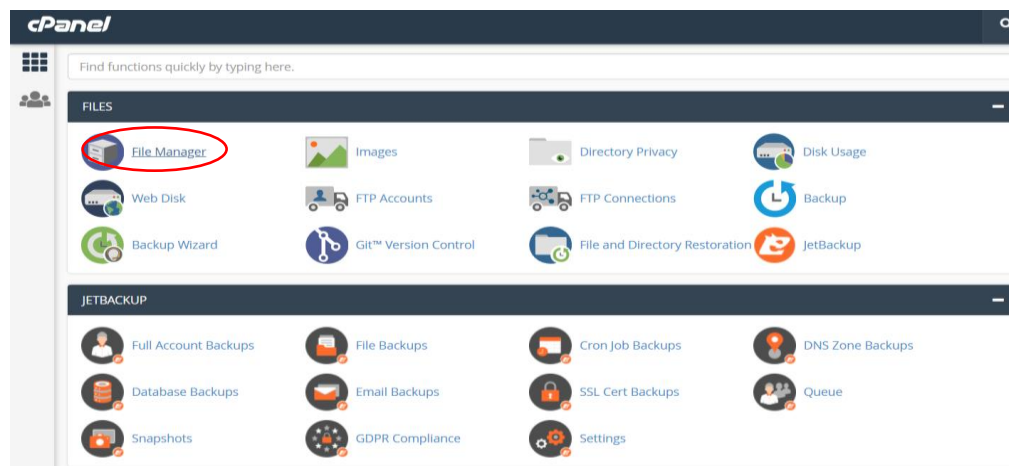 cPanel
Find functions quickly by typing here.
FILES
File Manager
Images
Directory Privacy
Disk Usage
Web Disk
FTP Accounts
FTP Connections
Backup
Backup Wizard
Git™ Version Control
File and Directory Restoration
JetBackup
JETBACKUP
Full Account Backups
File Backups
Cron Job Backups
DNS Zone Backups
Database Backups
Email Backups
SSL Cert Backups
Queue
Snapshots
GDPR Compliance
Settings